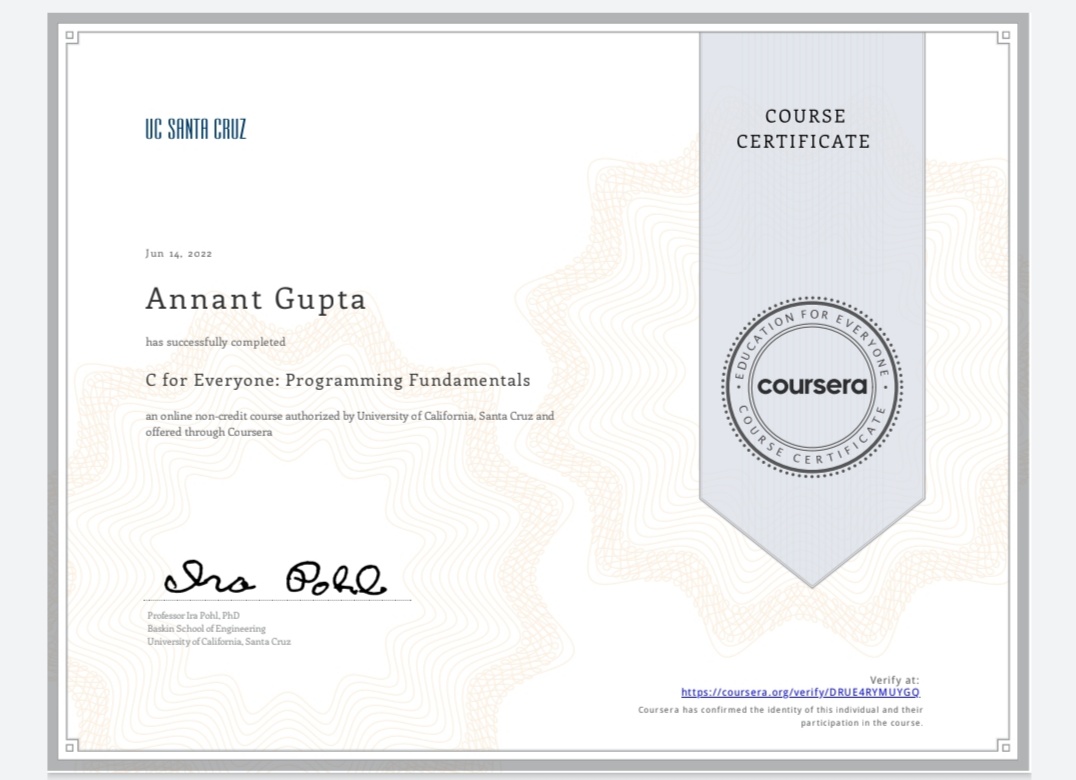 UC SANTA CRUZ
COURSE
CERTIFICATE
Jun 14, 2022
Annant Gupta
has successfully completed
C for Everyone: Programming Fundamentals
an online non-credit course authorized by University of California, Santa Cruz and
offered through Coursera
EDUCATION FOR EVERYONE
coursera
COURSE CERTIFICATE
Ira Pohl
Professor Ira Pohl, PhD
Baskin School of Engineering
University of California, Santa Cruz
Verify at:
https://coursera.org/verify/DRUE4RYMUYGQ
Coursera has confirmed the identity of this individual and their
participation in the course.